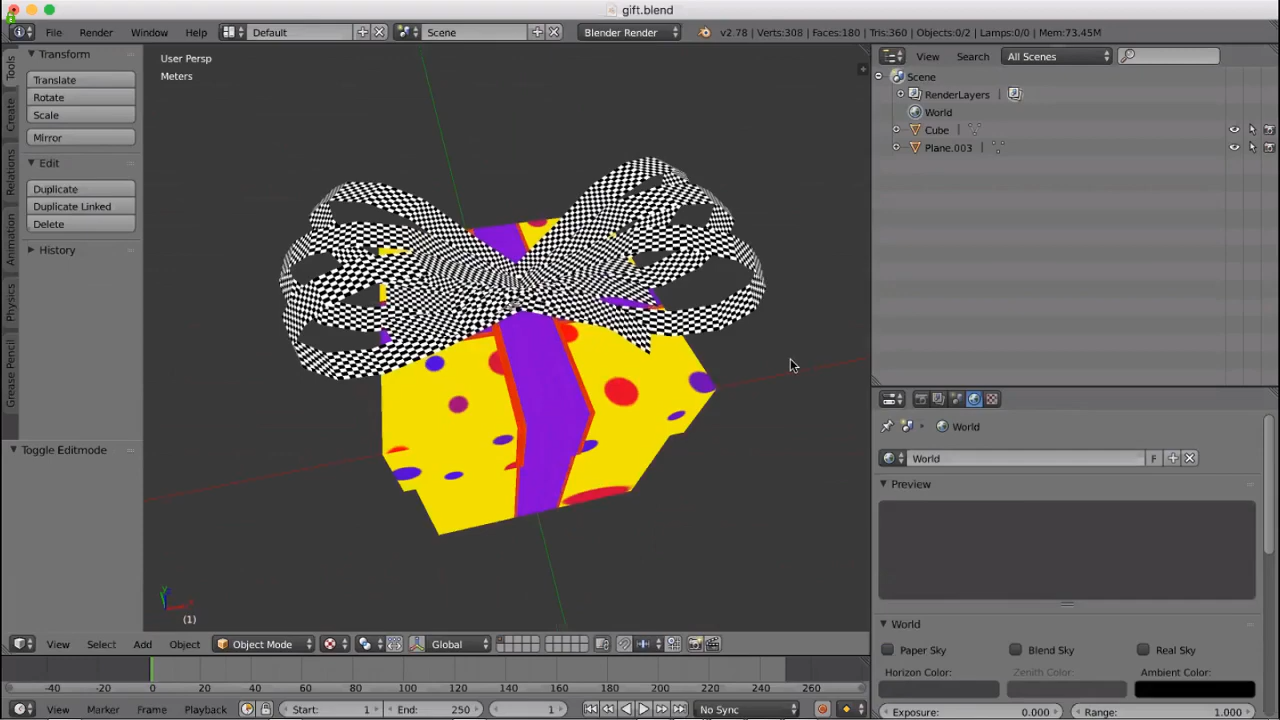 gift.blend
File Render Window Help Default Scene Blender Render v2.78 | Verts:308 | Faces:180 | Tris:360 | Objects:0/2 | Lamps:0/0 | Mem:73.45M
Tools
Create
Relations
Animation
Physics
Grease Pencil
Transform
Translate
Rotate
Scale
Mirror
Edit
Duplicate
Duplicate Linked
Delete
History
Toggle Editmode
User Persp
Meters
(1)
View Search All Scenes
Scene
RenderLayers
World
Cube
Plane.003
World
World F
Preview
World
Paper Sky Blend Sky Real Sky
Horizon Color: Zenith Color: Ambient Color:
Exposure: 0.000 Range: 1.000
View Select Add Object Object Mode Global
-40 -20 0 20 40 60 80 100 120 140 160 180 200 220 240 260
View Marker Frame Playback Start: 1 End: 250 1 No Sync